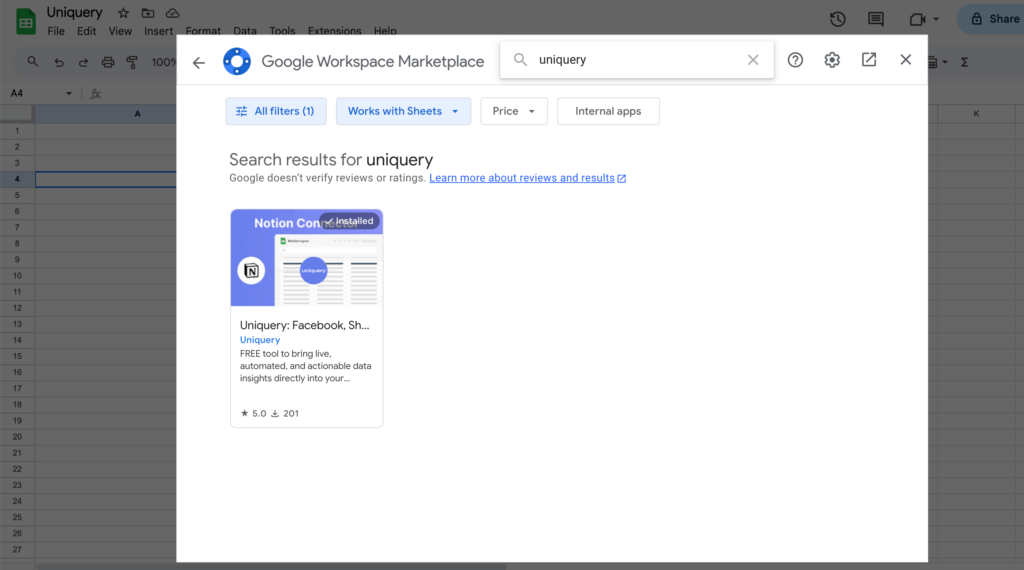 Uniquery
File Edit View Insert Format Data Tools Extensions Help
Share
100%
Google Workspace Marketplace
uniquery
A4
fx
All filters (1)
Works with Sheets
Price
Internal apps
A
K
Search results for uniquery
Google doesn't verify reviews or ratings. Learn more about reviews and results
Installed
Notion Connector
Notion sync
N
uniquery
Uniquery: Facebook, Sh...
Uniquery
FREE tool to bring live,
automated, and actionable data
insights directly into your...
5.0 201
1
2
3
4
5
6
7
8
9
10
11
12
13
14
15
16
17
18
19
20
21
22
23
24
25
26
27